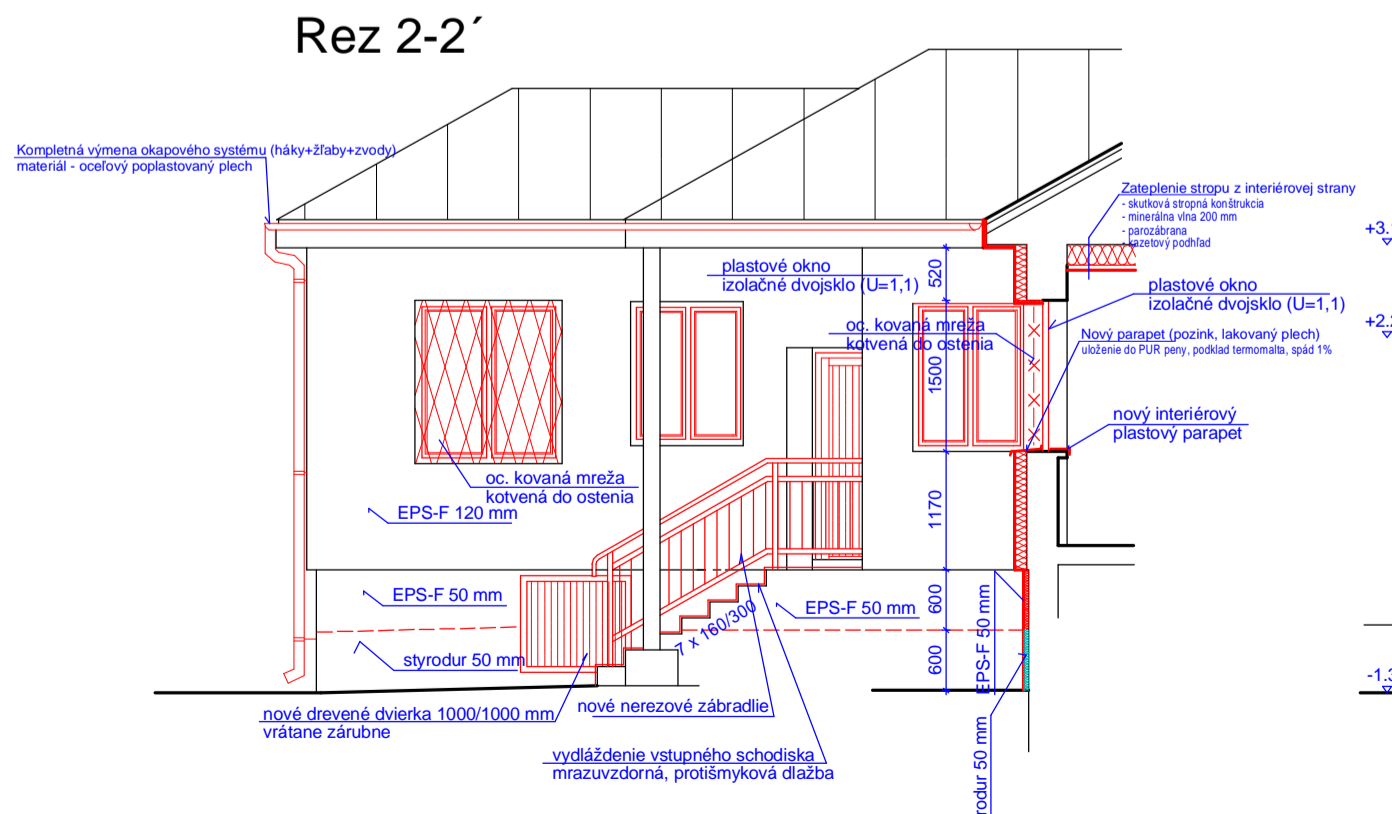 Rez 2-2´
Kompletná výmena okapového systému (háky+žľaby+zvody)
materiál - oceľový poplastovaný plech
Zateplenie stropu z interiérovej strany
- skutková stropná konštrukcia
- minerálna vlna 200 mm
- parozábrana
- kazetový podhľad
plastové okno
izolačné dvojsklo (U=1,1)
plastové okno
izolačné dvojsklo (U=1,1)
oc. kovaná mreža
kotvená do ostenia
Nový parapet (pozink, lakovaný plech)
uloženie do PUR peny, podklad termomalta, spád 1%
nový interiérový
plastový parapet
oc. kovaná mreža
kotvená do ostenia
EPS-F 120 mm
EPS-F 50 mm
EPS-F 50 mm
EPS-F 50 mm
styrodur 50 mm
rodur 50 mm
7 x 160/300
520
1500
1170
600
600
nové drevené dvierka 1000/1000 mm
vrátane zárubne
nové nerezové zábradlie
vydláždenie vstupného schodiska
mrazuvzdorná, protišmyková dlažba
+3.
+2.
-1.3